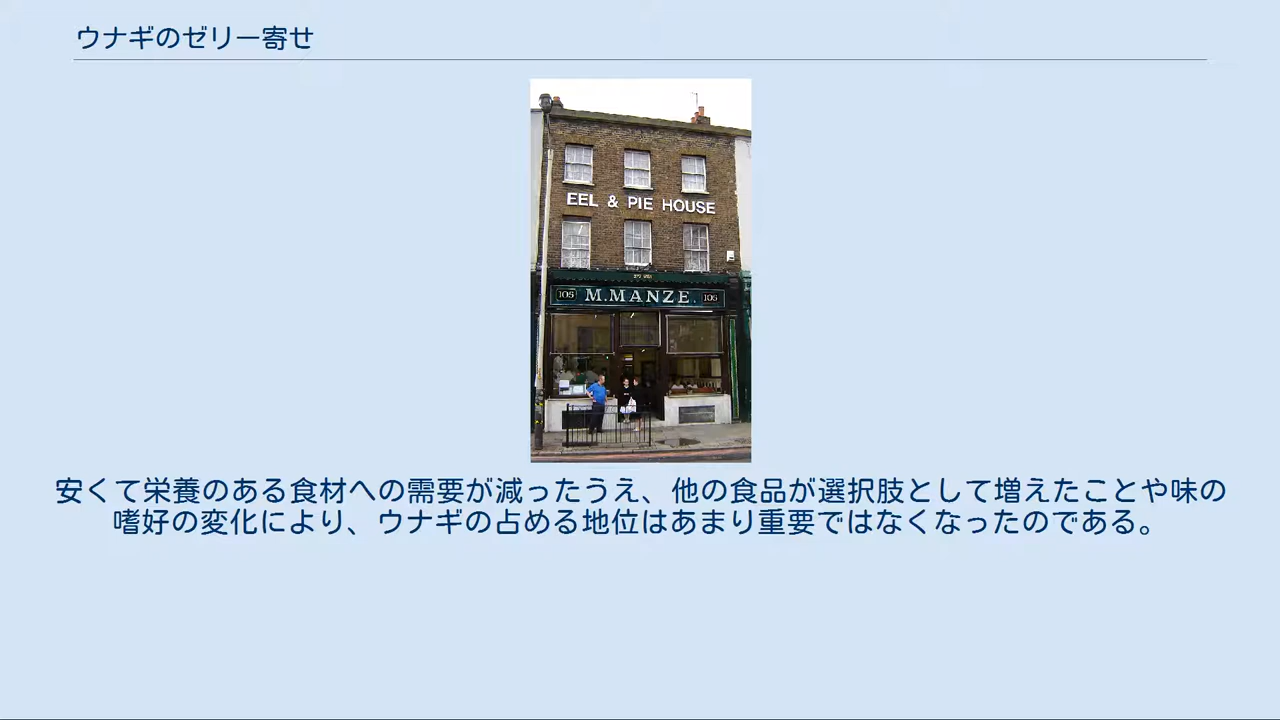 ウナギのゼリー寄せ
EEL & PIE HOUSE
105 M.MANZE. 105
安くて栄養のある食材への需要が減ったうえ、他の食品が選択肢として増えたことや味の
嗜好の変化により、ウナギの占める地位はあまり重要ではなくなったのである。